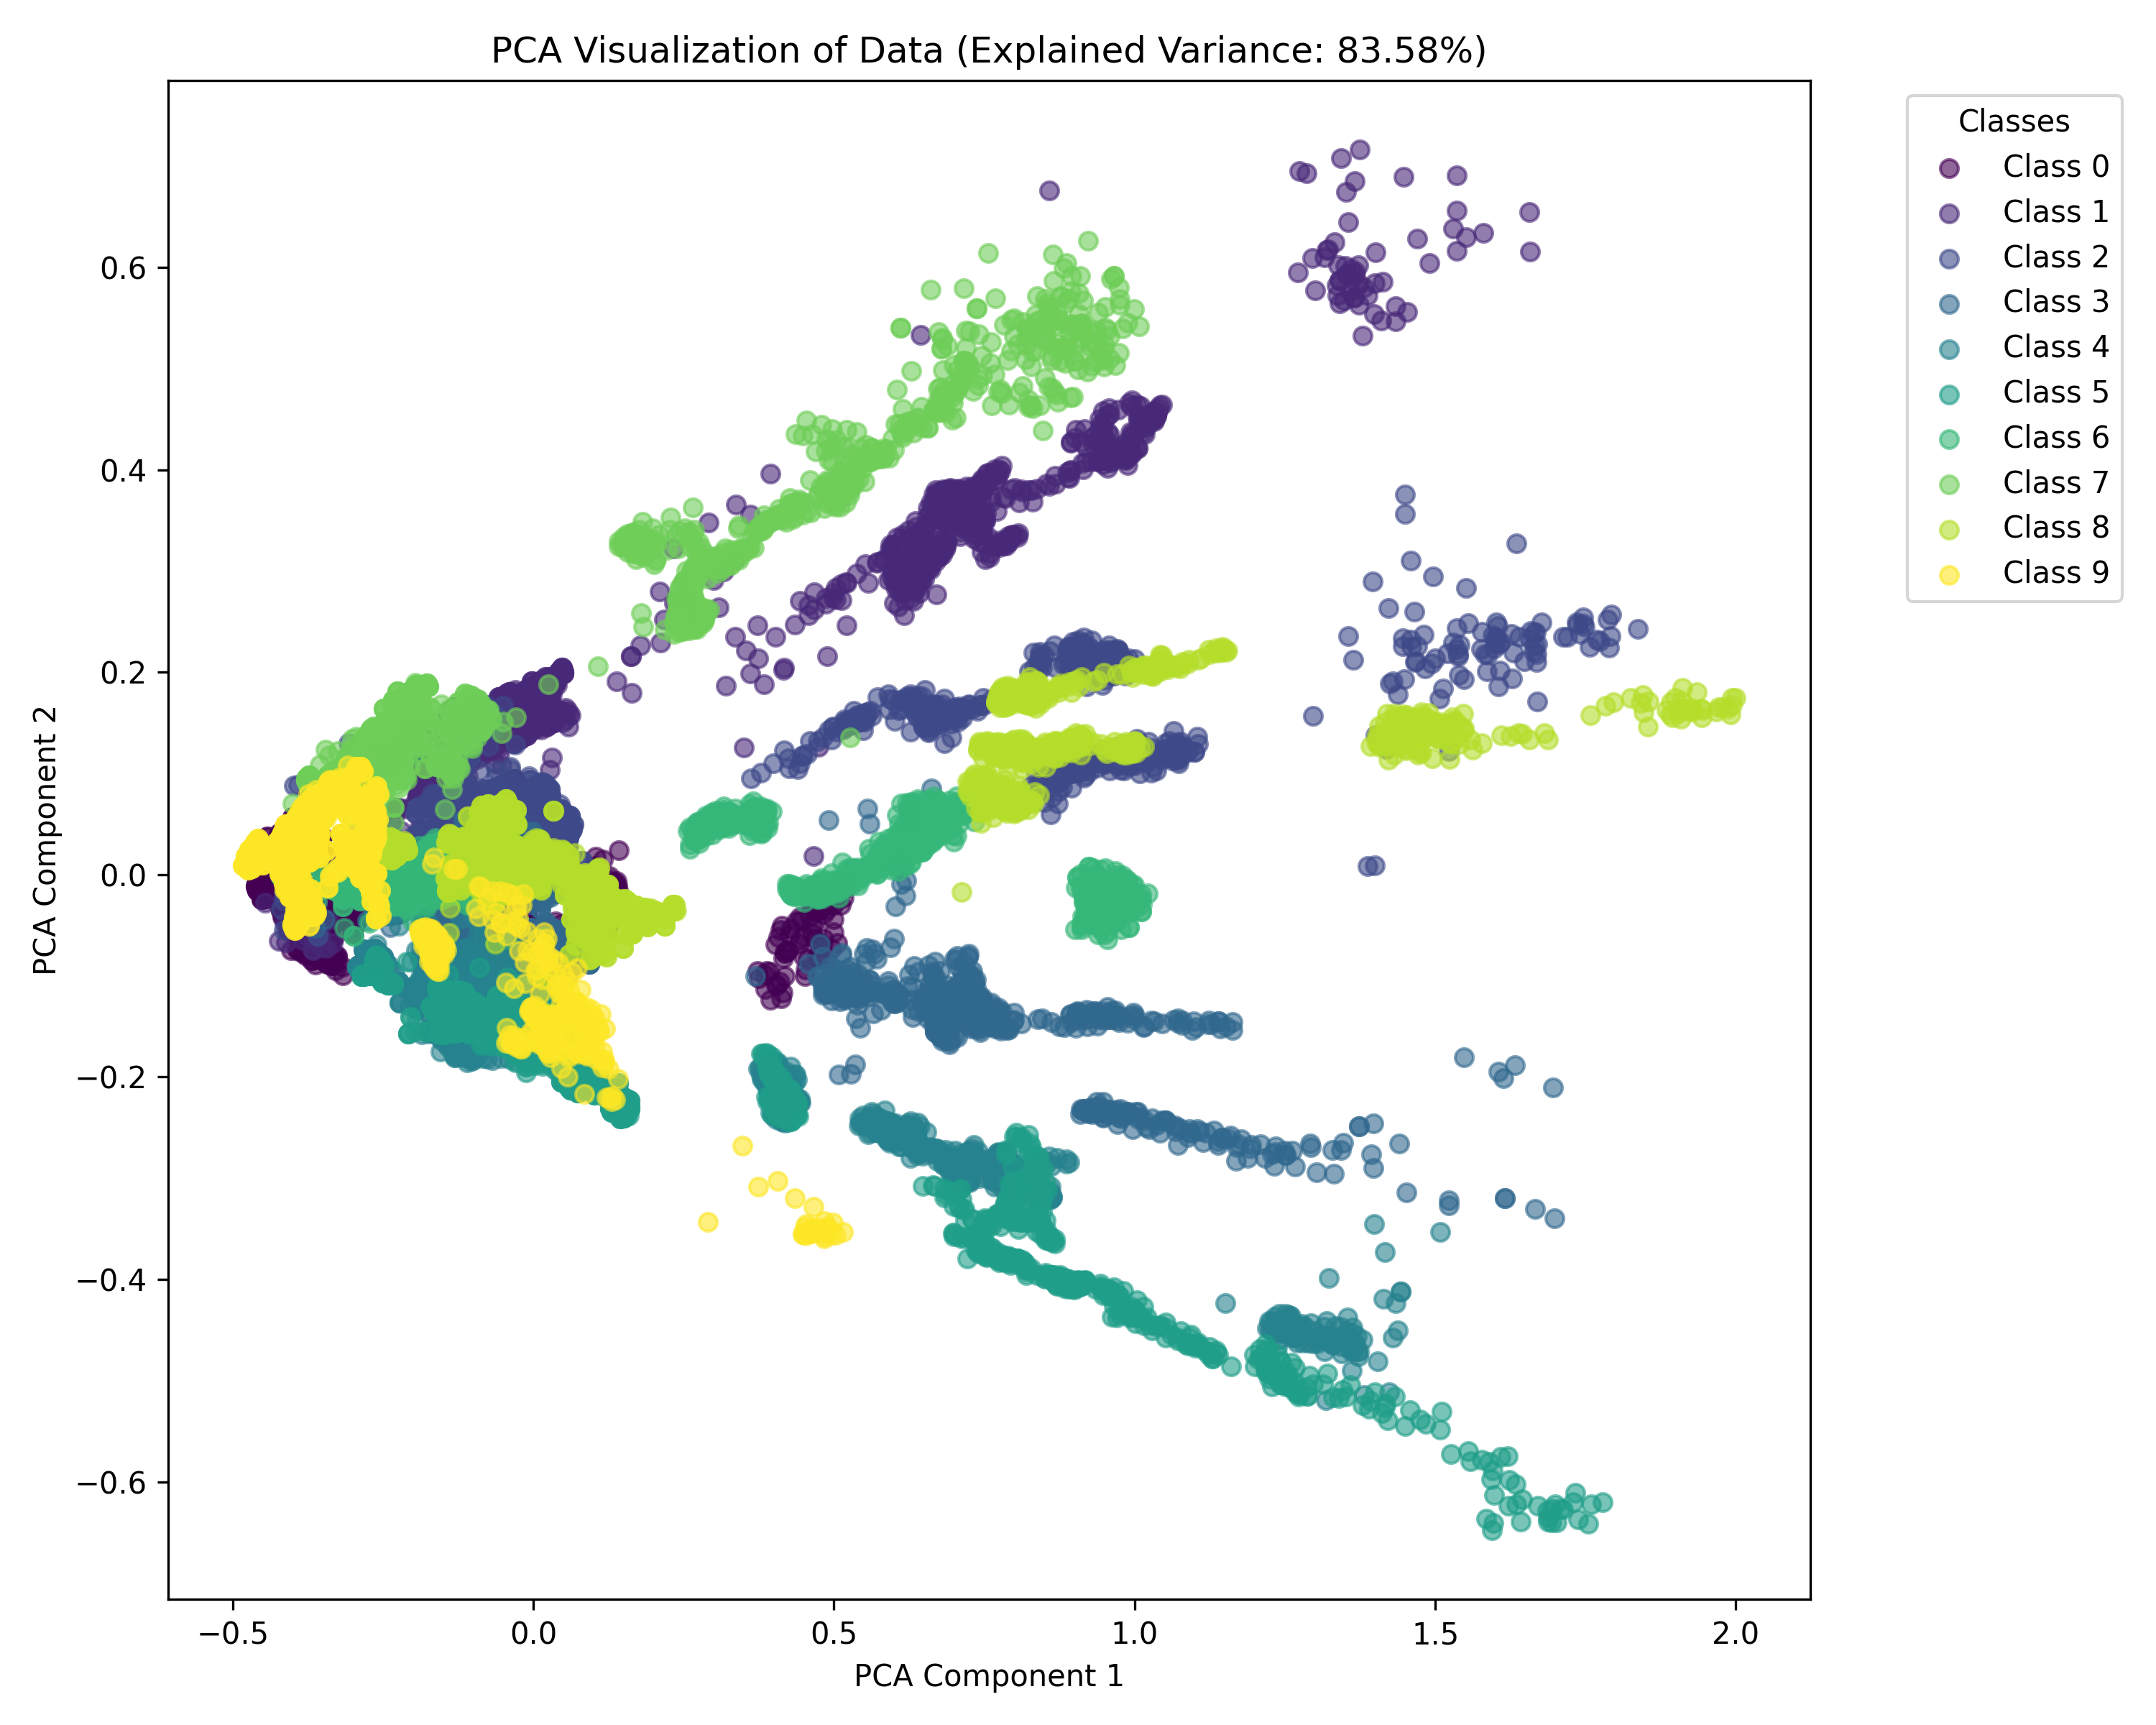 PCA Visualization of Data (Explained Variance: 83.58%)
Classes
Class 0
Class 1
Class 2
Class 3
Class 4
Class 5
Class 6
Class 7
Class 8
Class 9
PCA Component 2
0.6
0.4
0.2
0.0
−0.2
−0.4
−0.6
−0.5
0.0
0.5
1.0
1.5
2.0
PCA Component 1